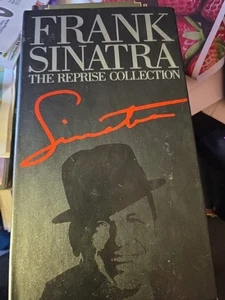 FRANK
SINATRA
THE REPRISE COLLECTION
Sinatra